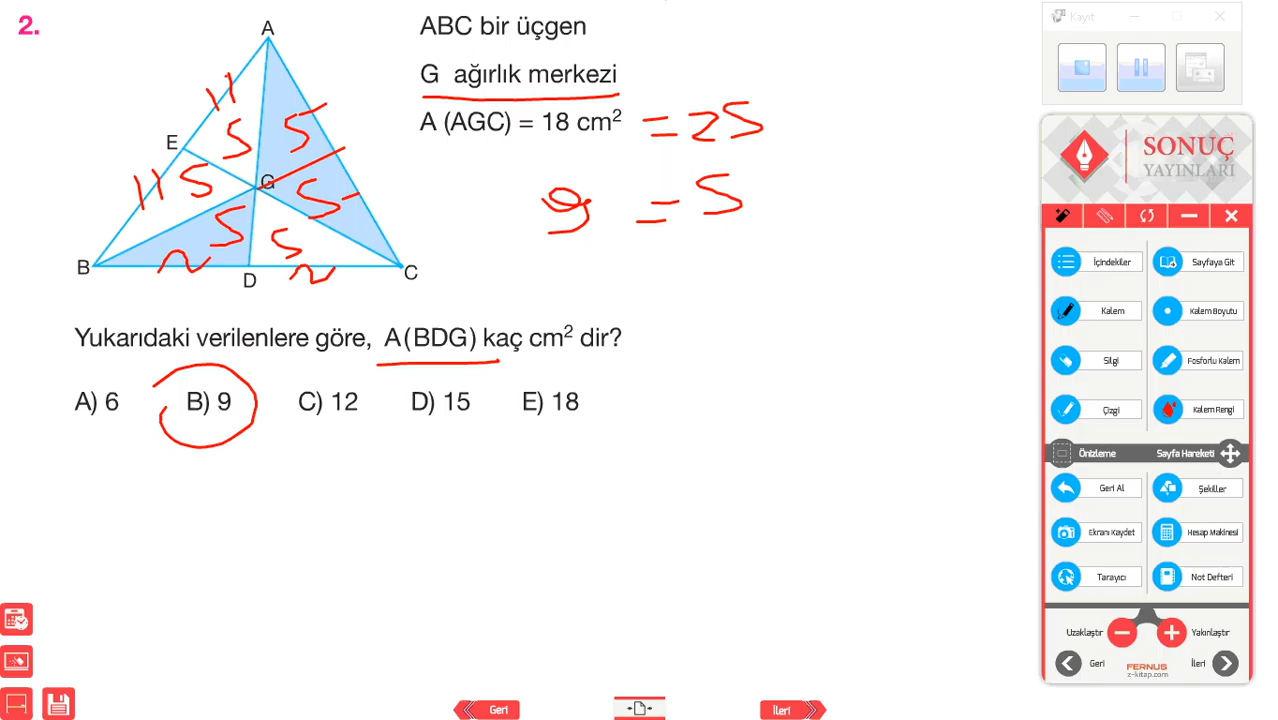 2.
A
E
G
B
D
C
S
S
S
S
S
S
ABC bir üçgen
G ağırlık merkezi
A (AGC) = 18 cm² = 2S
9 = S
Yukarıdaki verilenlere göre, A(BDG) kaç cm² dir?
A) 6 B) 9 C) 12 D) 15 E) 18
Kayıt
SONUÇ
YAYINLARI
İçindekiler Sayfaya Git
Kalem Kalem Boyutu
Silgi Fosforlu Kalem
Çizgi Kalem Rengi
Önizleme Sayfa Hareketi
Geri Al Şekiller
Ekranı Kaydet Hesap Makinesi
Tarayıcı Not Defteri
Uzaklaştır Yakınlaştır
Geri FERNUS İleri
z-kitap.com
Geri İleri